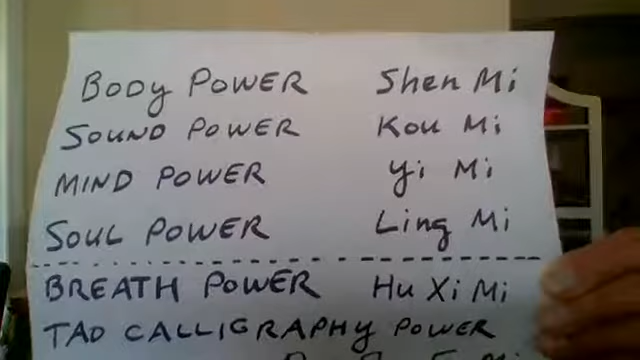 BODY POWER Shen Mi
SOUND POWER Kou Mi
MIND POWER Yi Mi
SOUL POWER Ling Mi
BREATH POWER Hu Xi Mi
TAO CALLIGRAPHY POWER